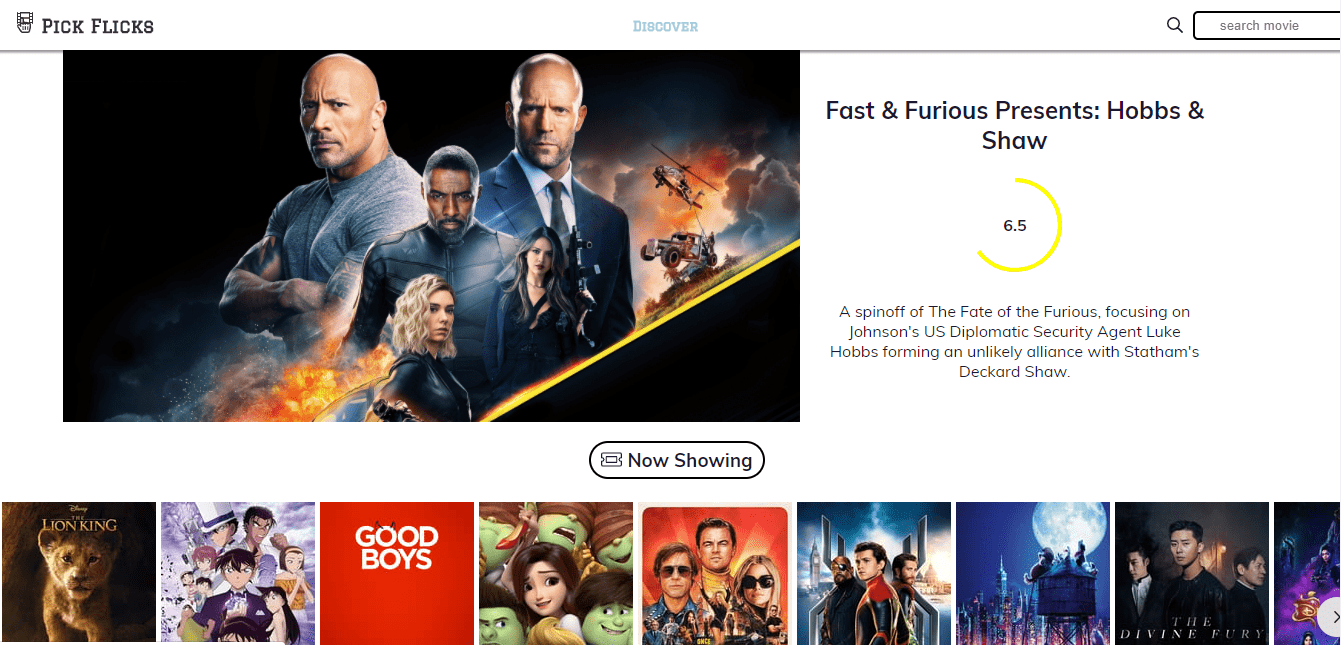 PICK FLICKS
DISCOVER
search movie
Fast & Furious Presents: Hobbs &
Shaw
6.5
A spinoff of The Fate of the Furious, focusing on
Johnson's US Diplomatic Security Agent Luke
Hobbs forming an unlikely alliance with Statham's
Deckard Shaw.
Now Showing
Disney
THE
LION KING
GOOD
BOYS
ONCE
THE
DIVINE FURY